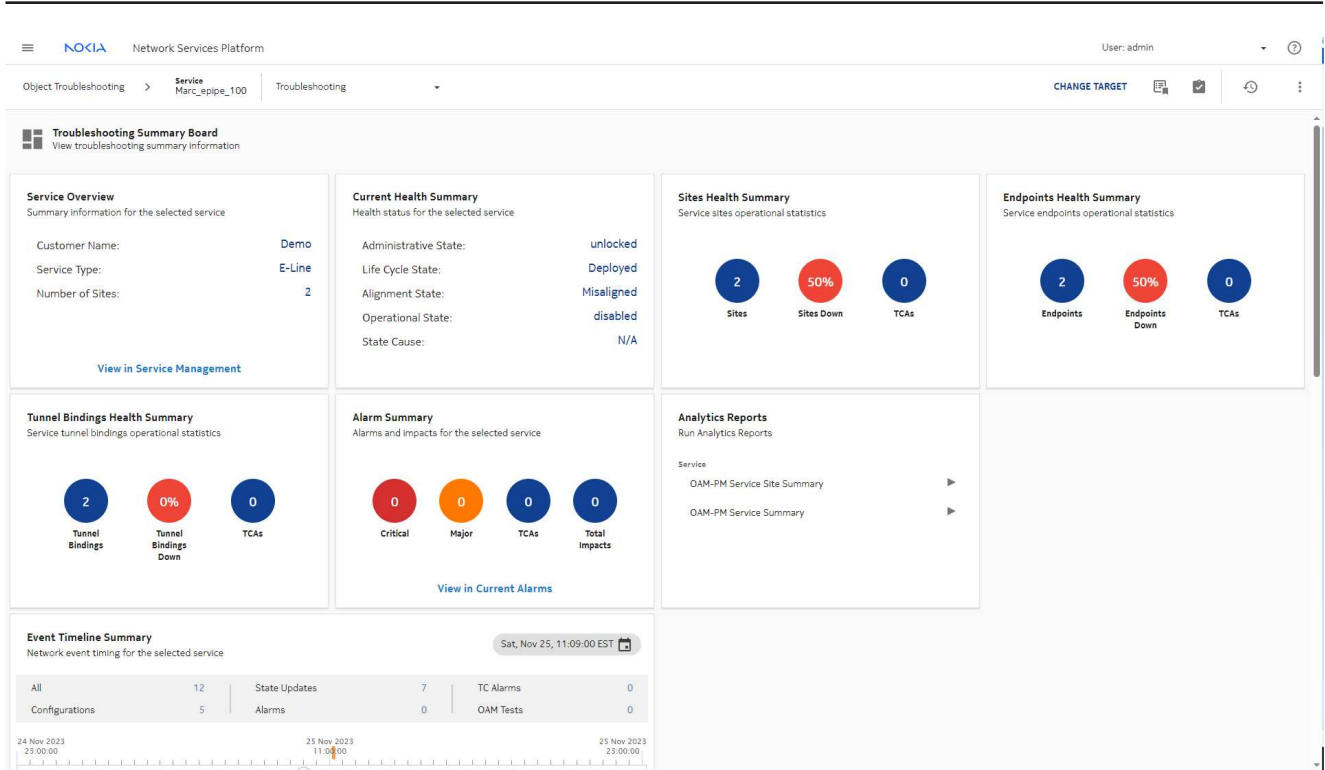 NOKIA Network Services Platform User: admin
Object Troubleshooting > Service Marc_epipe_100 Troubleshooting CHANGE TARGET
Troubleshooting Summary Board
View troubleshooting summary information
Service Overview
Summary information for the selected service
Customer Name: Demo
Service Type: E-Line
Number of Sites: 2
View in Service Management
Current Health Summary
Health status for the selected service
Administrative State: unlocked
Life Cycle State: Deployed
Alignment State: Misaligned
Operational State: disabled
State Cause: N/A
Sites Health Summary
Service sites operational statistics
2 50% 0
Sites Sites Down TCAs
Endpoints Health Summary
Service endpoints operational statistics
2 50% 0
Endpoints Endpoints Down TCAs
Tunnel Bindings Health Summary
Service tunnel bindings operational statistics
2 0% 0
Tunnel Bindings Tunnel Bindings Down TCAs
Alarm Summary
Alarms and impacts for the selected service
0 0 0 0
Critical Major TCAs Total Impacts
View in Current Alarms
Analytics Reports
Run Analytics Reports
Service
OAM-PM Service Site Summary
OAM-PM Service Summary
Event Timeline Summary
Network event timing for the selected service
Sat, Nov 25, 11:09:00 EST
All 12 State Updates 7 TC Alarms 0
Configurations 5 Alarms 0 OAM Tests 0
24 Nov 2023 25 Nov 2023 25 Nov 2023
23:00:00 11:00:00 23:00:00